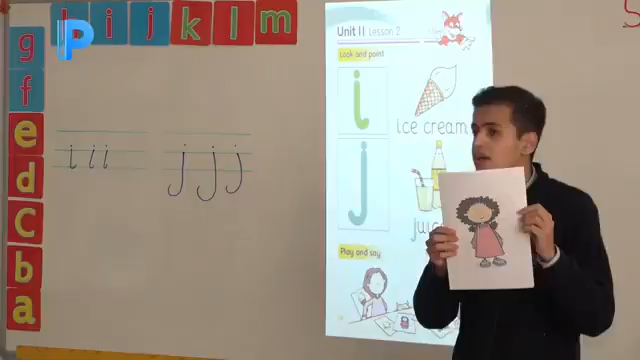 h i j k l m
g
f
e
d
c
b
a
P
i i i
j j j
Unit 11 Lesson 2
Look and point
i
ice cream
j
Play and say